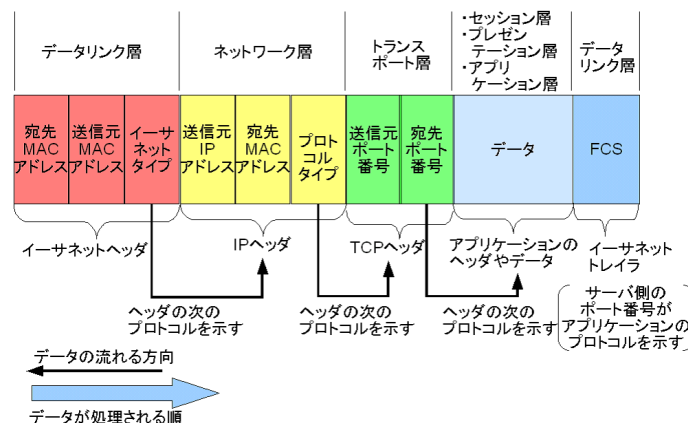 データリンク層
ネットワーク層
トランス
ポート層
・セッション層
・プレゼン
テーション層
・アプリ
ケーション層
データ
リンク層
宛先
MAC
アドレス
送信元
MAC
アドレス
イーサ
ネット
タイプ
送信元
IP
アドレス
宛先
MAC
アドレス
プロト
コル
タイプ
送信元
ポート
番号
宛先
ポート
番号
データ
FCS
イーサネットヘッダ
IPヘッダ
TCPヘッダ
アプリケーションの
ヘッダやデータ
イーサネット
トレイラ
ヘッダの次の
プロトコルを示す
ヘッダの次の
プロトコルを示す
ヘッダの次の
プロトコルを示す
サーバ側の
ポート番号が
アプリケーションの
プロトコルを示す
データの流れる方向
データが処理される順